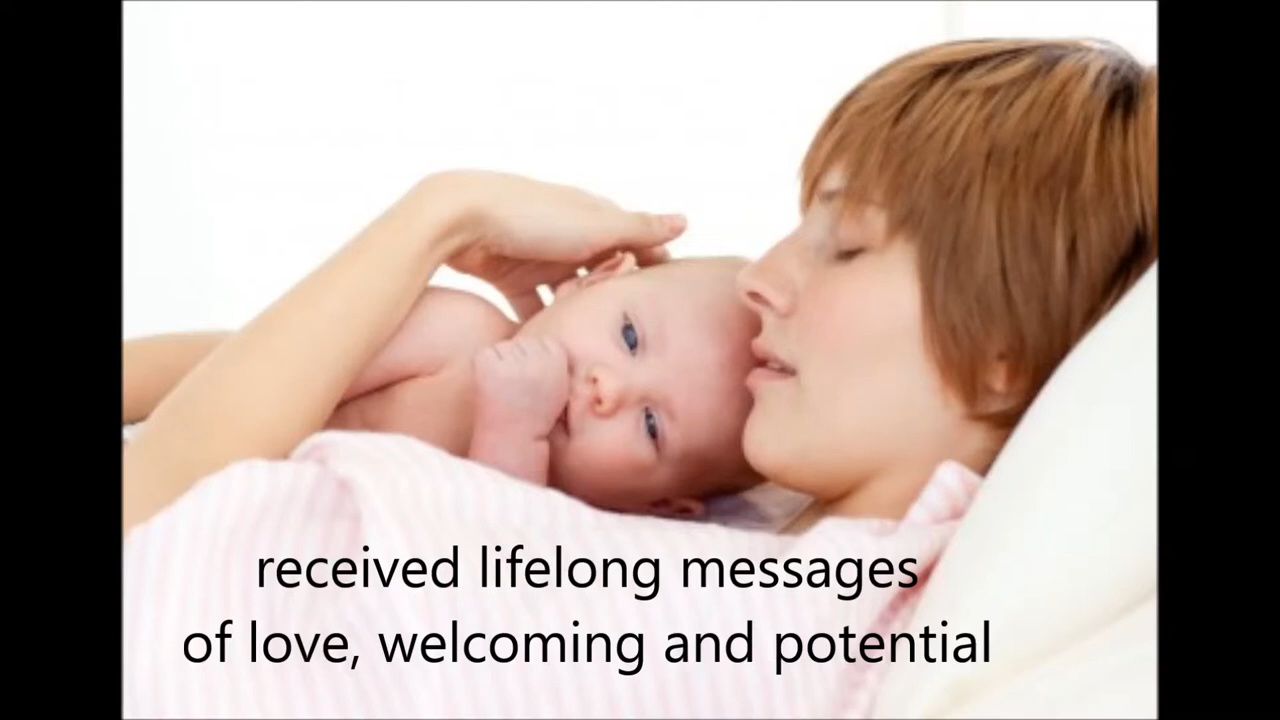 received lifelong messages
of love, welcoming and potential